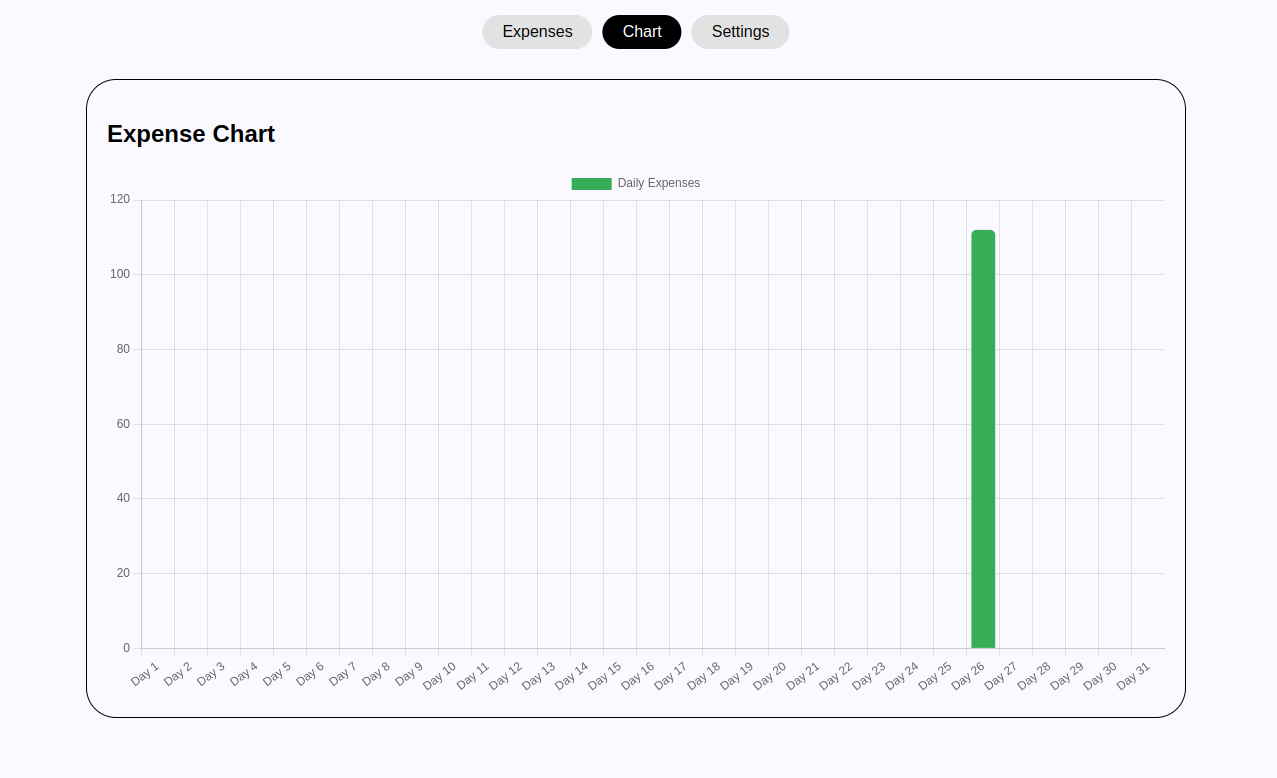 Expenses Chart Settings
Expense Chart
Daily Expenses
120
100
80
60
40
20
0
Day 1 Day 2 Day 3 Day 4 Day 5 Day 6 Day 7 Day 8 Day 9 Day 10 Day 11 Day 12 Day 13 Day 14 Day 15 Day 16 Day 17 Day 18 Day 19 Day 20 Day 21 Day 22 Day 23 Day 24 Day 25 Day 26 Day 27 Day 28 Day 29 Day 30 Day 31